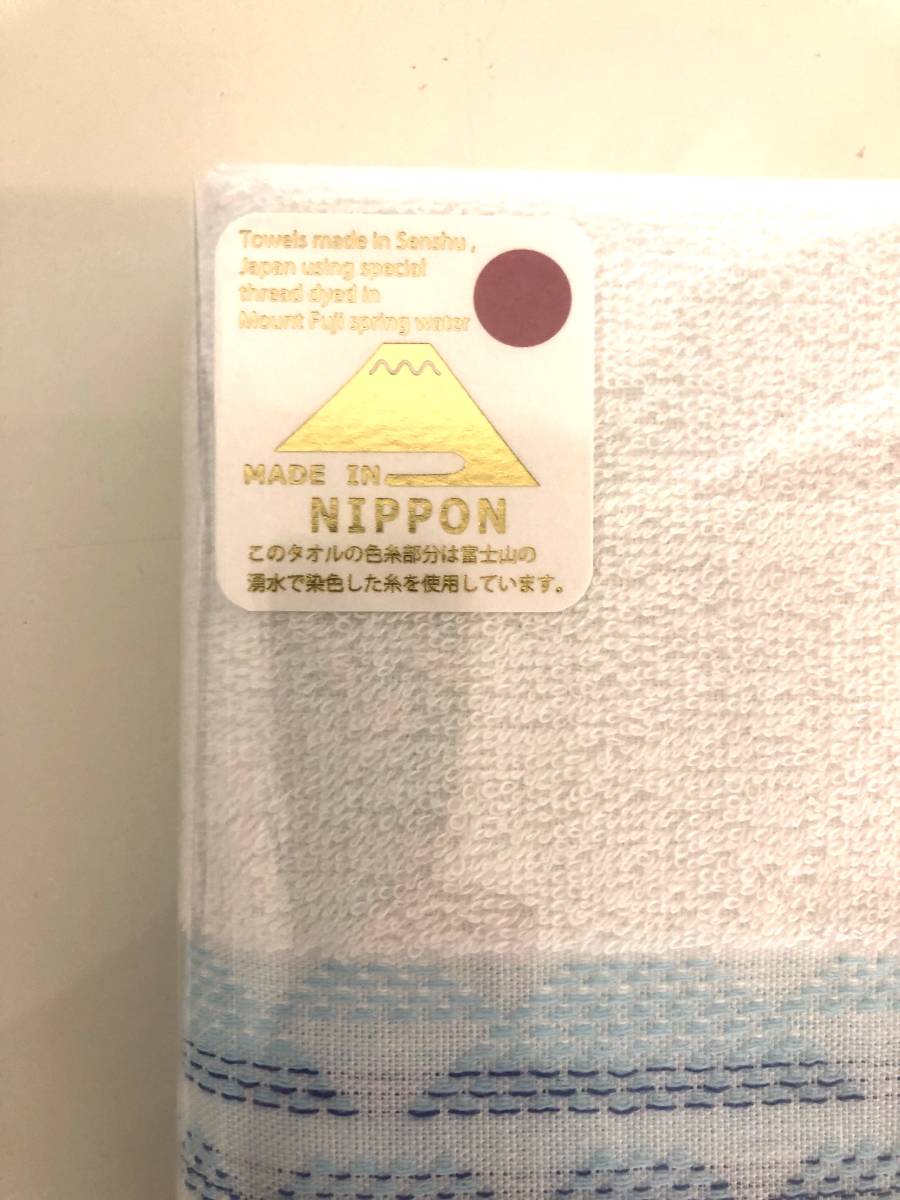 Towels made in Senshu,
Japan using special
thread dyed in
Mount Fuji spring water
MADE IN
NIPPON
このタオルの色糸部分は富士山の
湧水で染色した糸を使用しています。